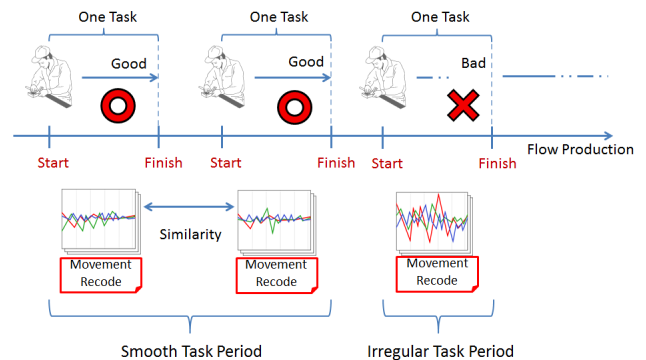 One Task
One Task
One Task
Good
Good
Bad
Start
Finish
Start
Finish
Start
Finish
Flow Production
Similarity
Movement
Recode
Movement
Recode
Movement
Recode
Smooth Task Period
Irregular Task Period